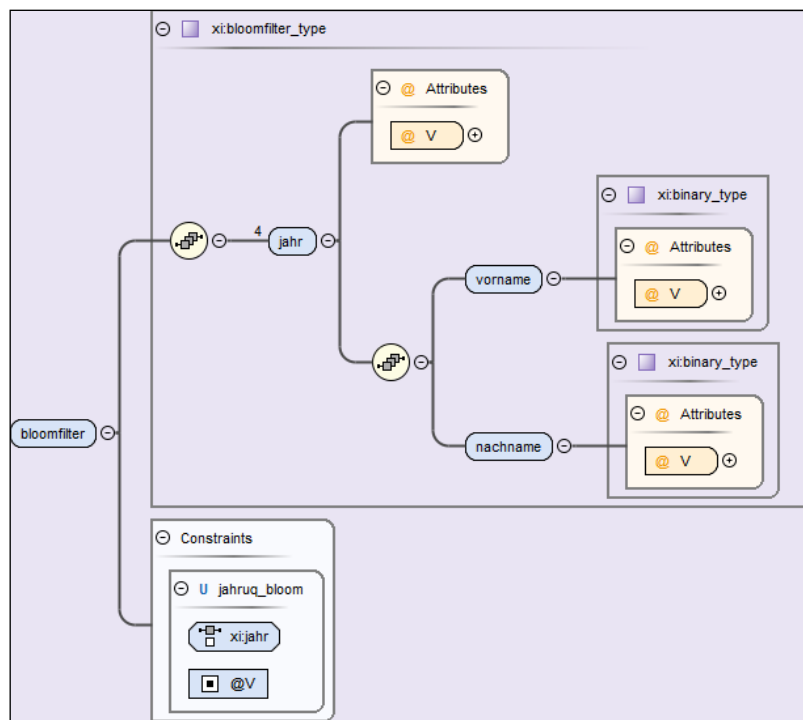 xi:bloomfilter_type
@ Attributes
@ V
4
jahr
xi:binary_type
@ Attributes
vorname
@ V
xi:binary_type
@ Attributes
bloomfilter
nachname
@ V
Constraints
U jahruq_bloom
xi:jahr
@V